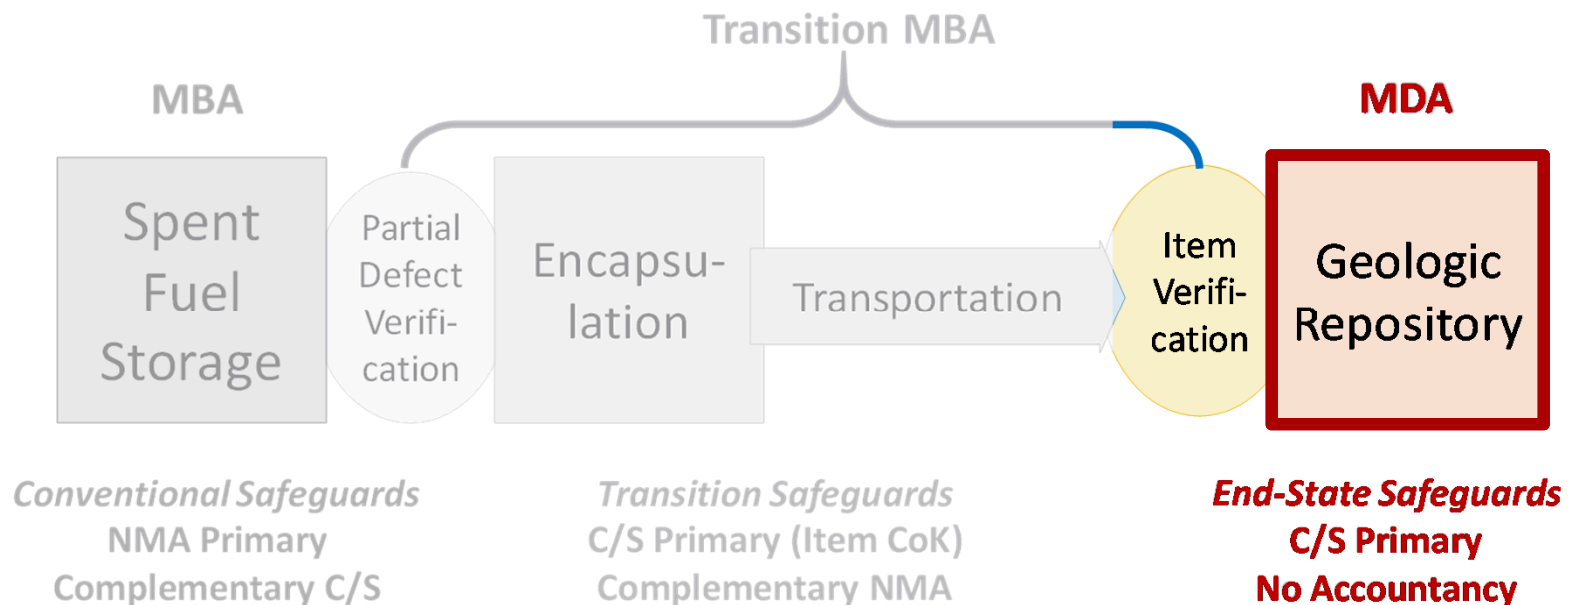 Transition MBA
MBA
MDA
Spent
Fuel
Storage
Partial
Defect
Verifi-
cation
Encapsu-
lation
Transportation
Item
Verifi-
cation
Geologic
Repository
Conventional Safeguards
NMA Primary
Complementary C/S
Transition Safeguards
C/S Primary (Item CoK)
Complementary NMA
End-State Safeguards
C/S Primary
No Accountancy